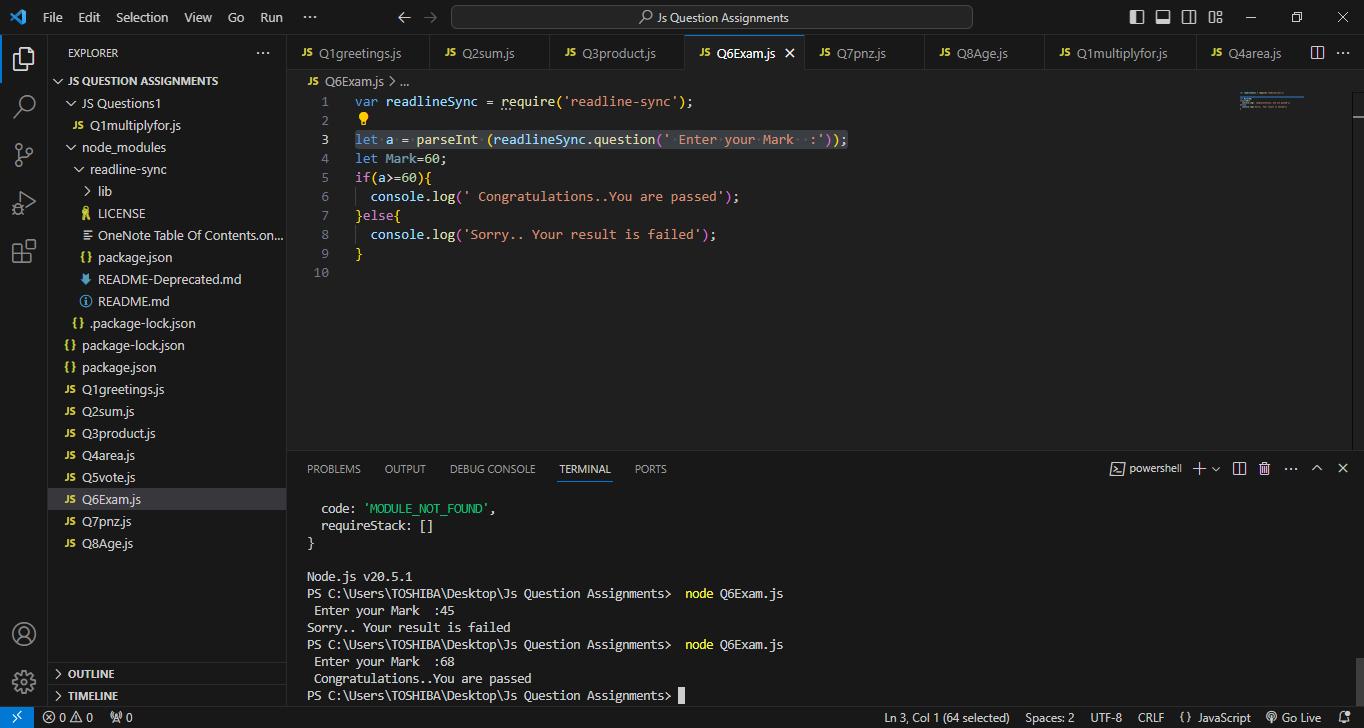 File Edit Selection View Go Run ··· Js Question Assignments
EXPLORER ···
JS QUESTION ASSIGNMENTS
JS Questions1
JS Q1multiplyfor.js
node_modules
readline-sync
lib
LICENSE
OneNote Table Of Contents.on...
{} package.json
README-Deprecated.md
README.md
{} .package-lock.json
{} package-lock.json
{} package.json
JS Q1greetings.js
JS Q2sum.js
JS Q3product.js
JS Q4area.js
JS Q5vote.js
JS Q6Exam.js
JS Q7pnz.js
JS Q8Age.js
OUTLINE
TIMELINE
JS Q1greetings.js JS Q2sum.js JS Q3product.js JS Q6Exam.js JS Q7pnz.js JS Q8Age.js JS Q1multiplyfor.js JS Q4area.js ···
JS Q6Exam.js > ...
1 var readlineSync = require('readline-sync');
2
3 let a = parseInt (readlineSync.question(' Enter your Mark  :'));
4 let Mark=60;
5 if(a>=60){
6 console.log(' Congratulations..You are passed');
7 }else{
8 console.log('Sorry.. Your result is failed');
9 }
10
PROBLEMS OUTPUT DEBUG CONSOLE TERMINAL PORTS powershell ···
code: 'MODULE_NOT_FOUND',
requireStack: []
}
Node.js v20.5.1
PS C:\Users\TOSHIBA\Desktop\Js Question Assignments>  node Q6Exam.js
Enter your Mark  :45
Sorry.. Your result is failed
PS C:\Users\TOSHIBA\Desktop\Js Question Assignments>  node Q6Exam.js
Enter your Mark  :68
Congratulations..You are passed
PS C:\Users\TOSHIBA\Desktop\Js Question Assignments>
0 0 0 Ln 3, Col 1 (64 selected) Spaces: 2 UTF-8 CRLF {} JavaScript Go Live